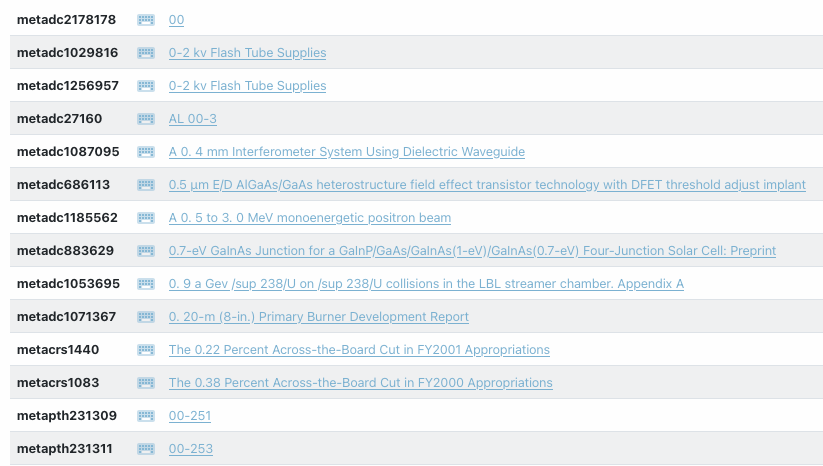 metadc2178178 00
metadc1029816 0-2 kv Flash Tube Supplies
metadc1256957 0-2 kv Flash Tube Supplies
metadc27160 AL 00-3
metadc1087095 A 0. 4 mm Interferometer System Using Dielectric Waveguide
metadc686113 0.5 µm E/D AlGaAs/GaAs heterostructure field effect transistor technology with DFET threshold adjust implant
metadc1185562 A 0. 5 to 3. 0 MeV monoenergetic positron beam
metadc883629 0.7-eV GaInAs Junction for a GaInP/GaAs/GaInAs(1-eV)/GaInAs(0.7-eV) Four-Junction Solar Cell: Preprint
metadc1053695 0. 9 a Gev /sup 238/U on /sup 238/U collisions in the LBL streamer chamber. Appendix A
metadc1071367 0. 20-m (8-in.) Primary Burner Development Report
metacrs1440 The 0.22 Percent Across-the-Board Cut in FY2001 Appropriations
metacrs1083 The 0.38 Percent Across-the-Board Cut in FY2000 Appropriations
metapth231309 00-251
metapth231311 00-253